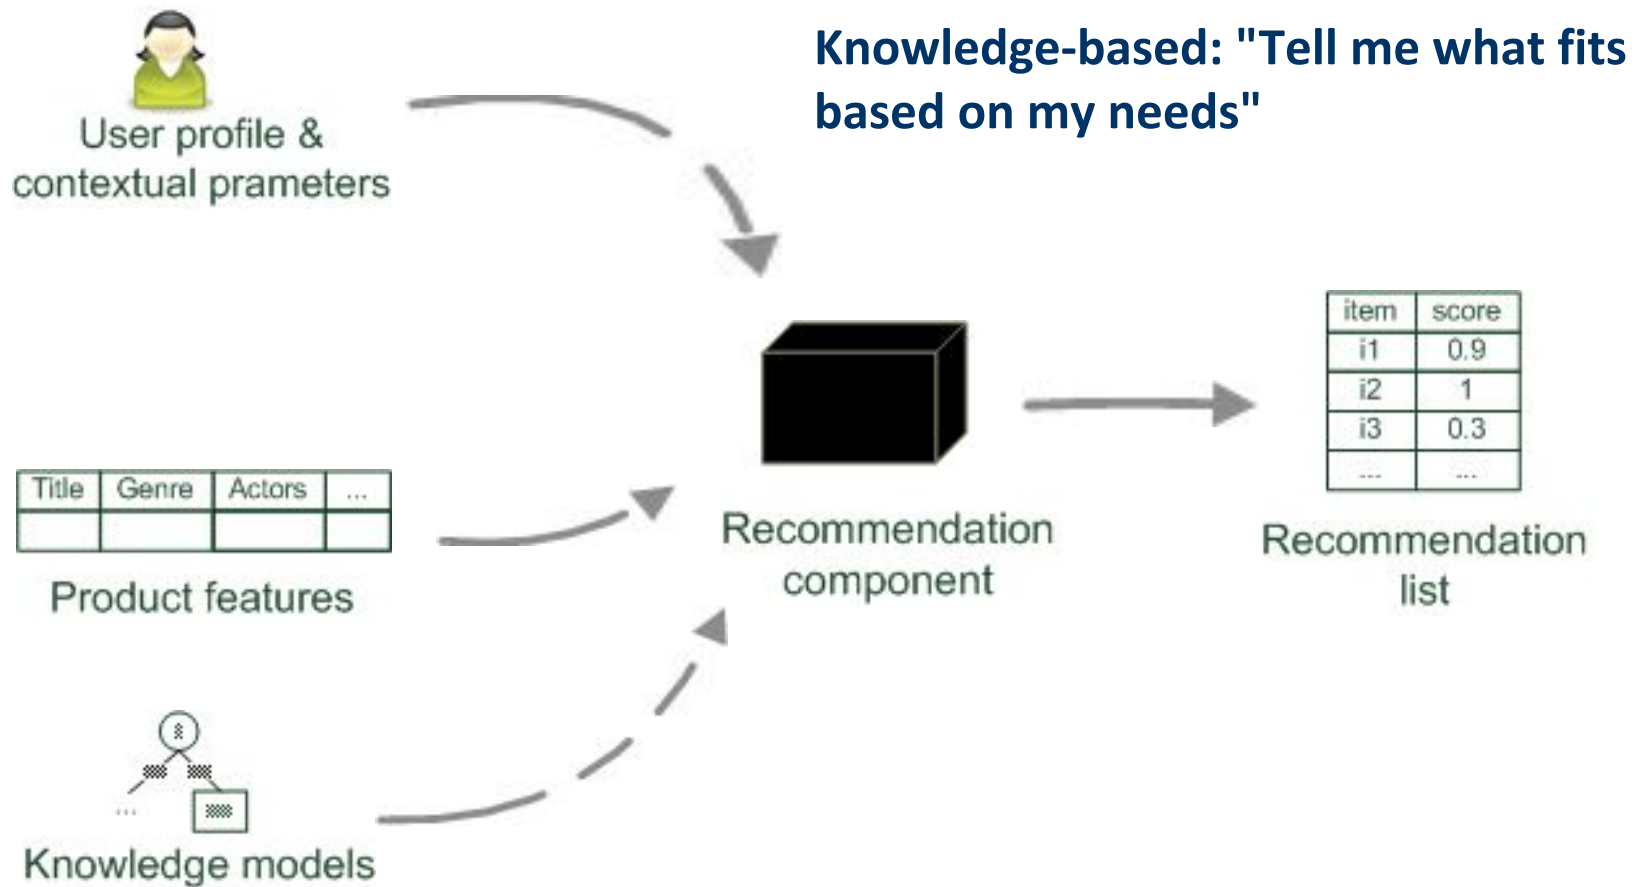 Knowledge-based: "Tell me what fits
based on my needs"
User profile &
contextual prameters
Title Genre Actors ...
Product features
...
Knowledge models
Recommendation
component
item score
i1 0.9
i2 1
i3 0.3
... ...
Recommendation
list